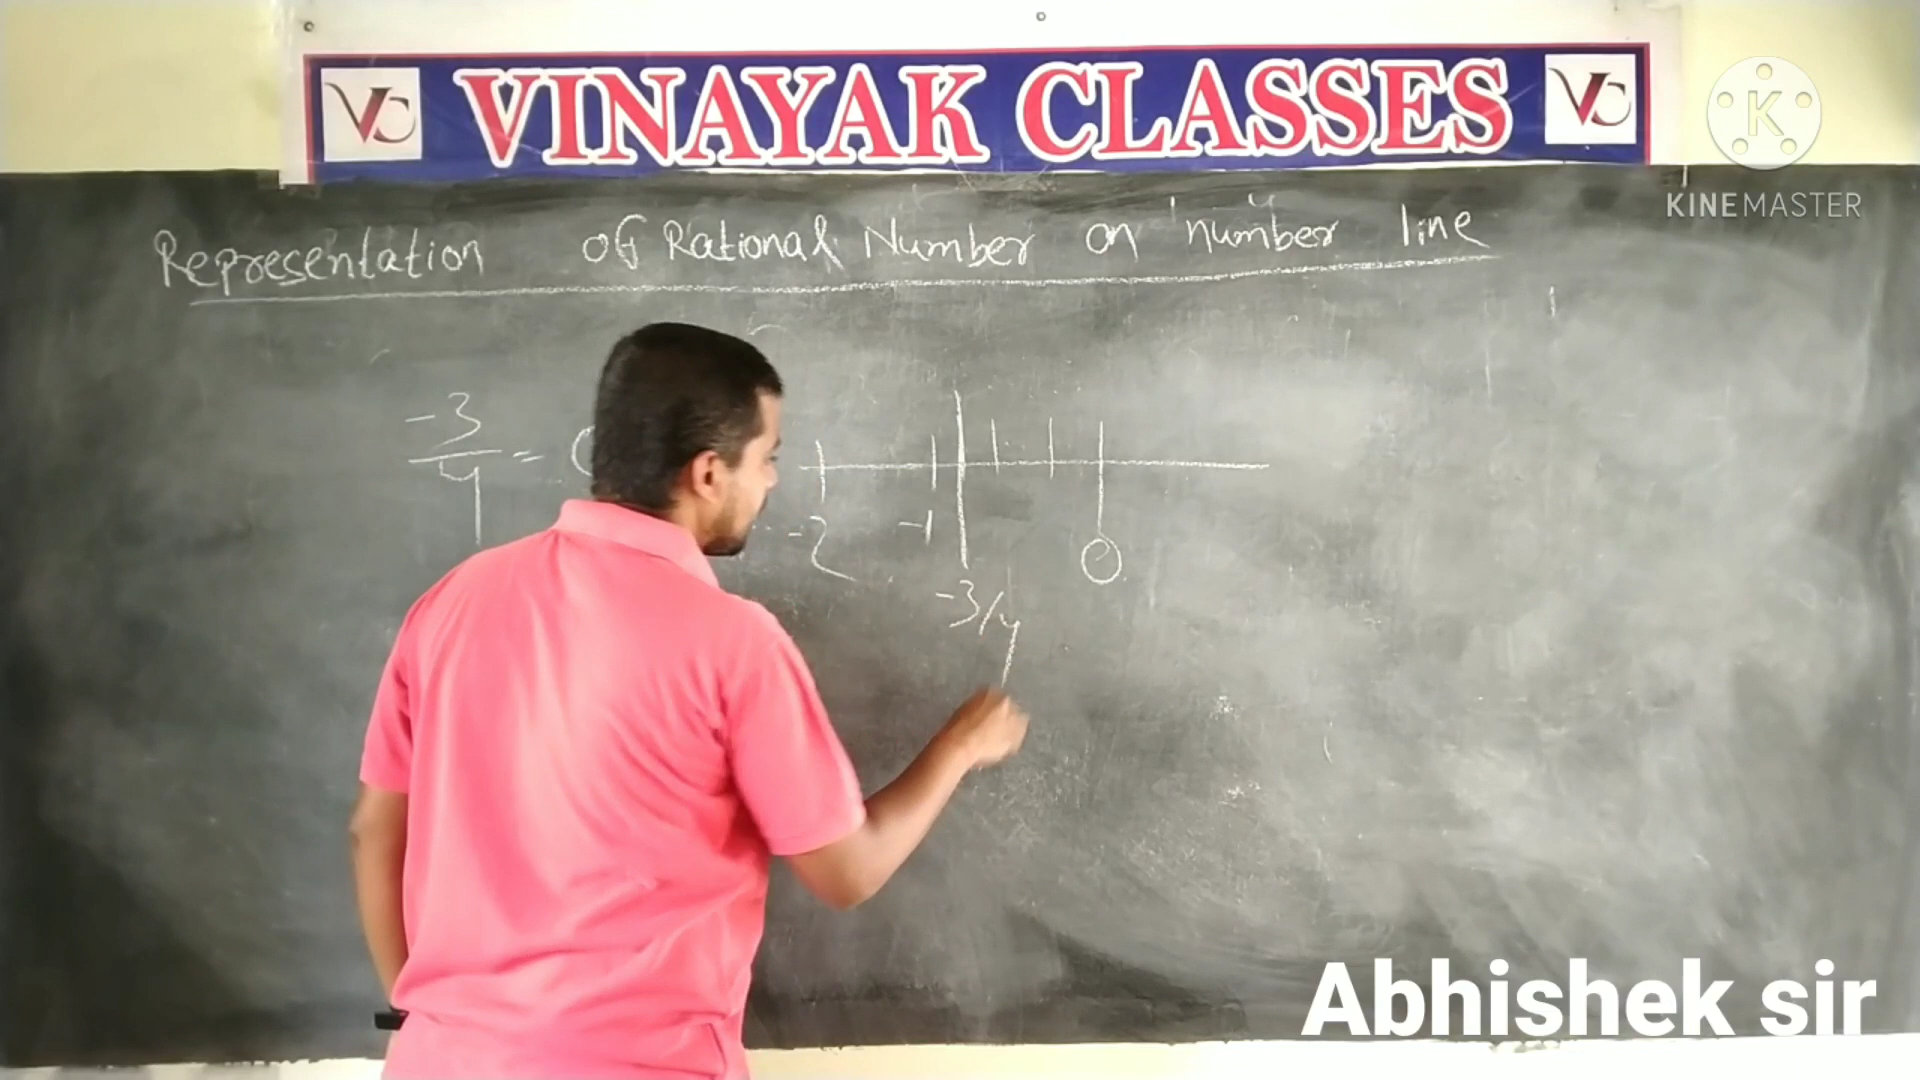 VC VINAYAK CLASSES VC
K
KINEMASTER
Representation of Rational Number on number line
-3
4 =
-2 -1 0
-3/4
Abhishek sir